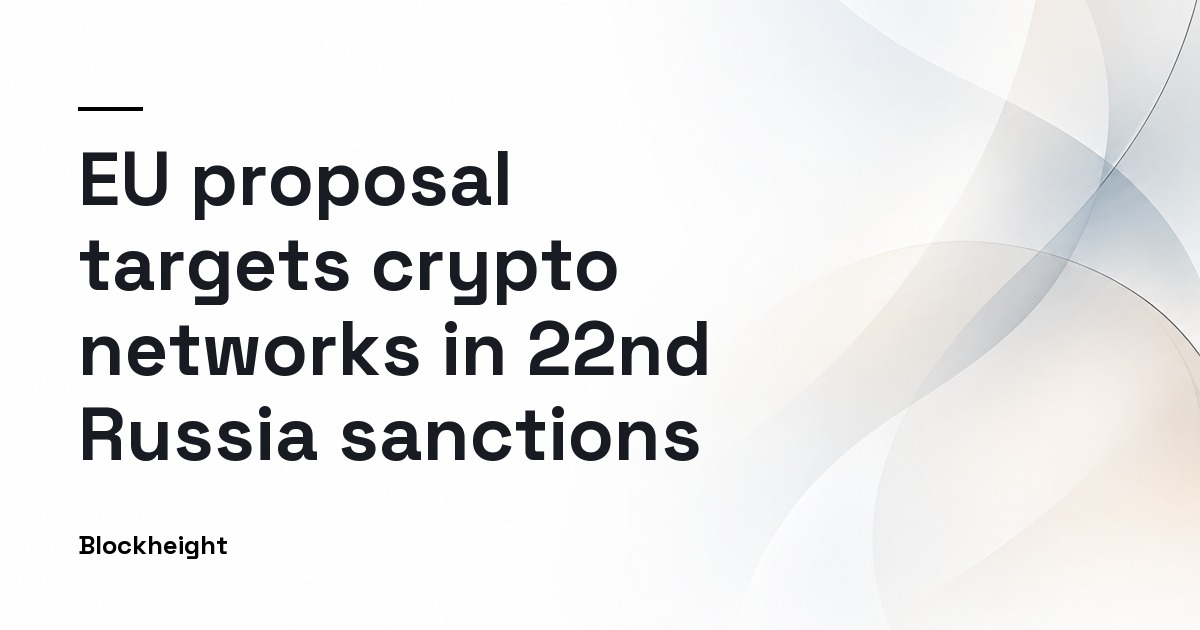 EU proposal
targets crypto
networks in 22nd
Russia sanctions
Blockheight